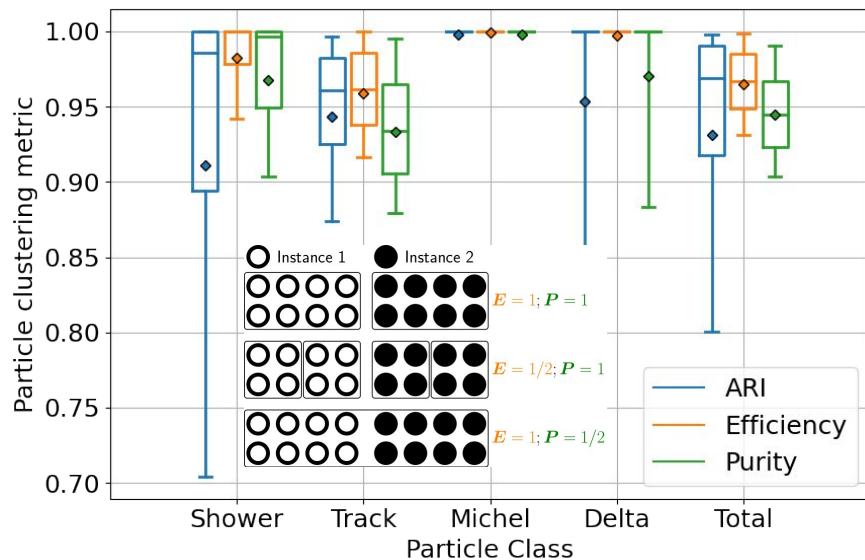 Particle clustering metric
1.00
0.95
0.90
0.85
0.80
0.75
0.70
Instance 1
Instance 2
E = 1; P = 1
E = 1/2; P = 1
E = 1; P = 1/2
ARI
Efficiency
Purity
Shower Track Michel Delta Total
Particle Class